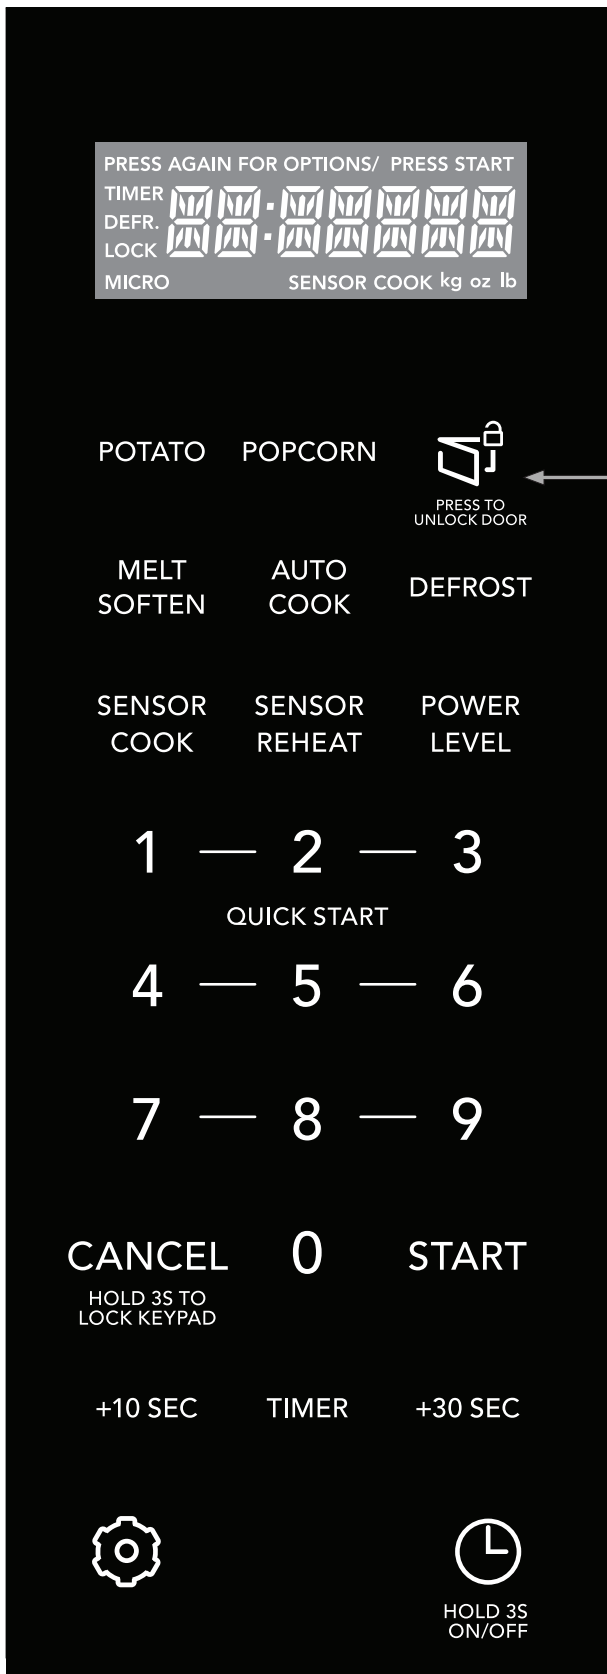 PRESS AGAIN FOR OPTIONS/ PRESS START
TIMER
DEFR.
LOCK
MICRO SENSOR COOK kg oz lb
POTATO POPCORN
PRESS TO
UNLOCK DOOR
MELT
SOFTEN
AUTO
COOK
DEFROST
SENSOR
COOK
SENSOR
REHEAT
POWER
LEVEL
1 — 2 — 3
QUICK START
4 — 5 — 6
7 — 8 — 9
CANCEL 0 START
HOLD 3S TO
LOCK KEYPAD
+10 SEC TIMER +30 SEC
HOLD 3S
ON/OFF